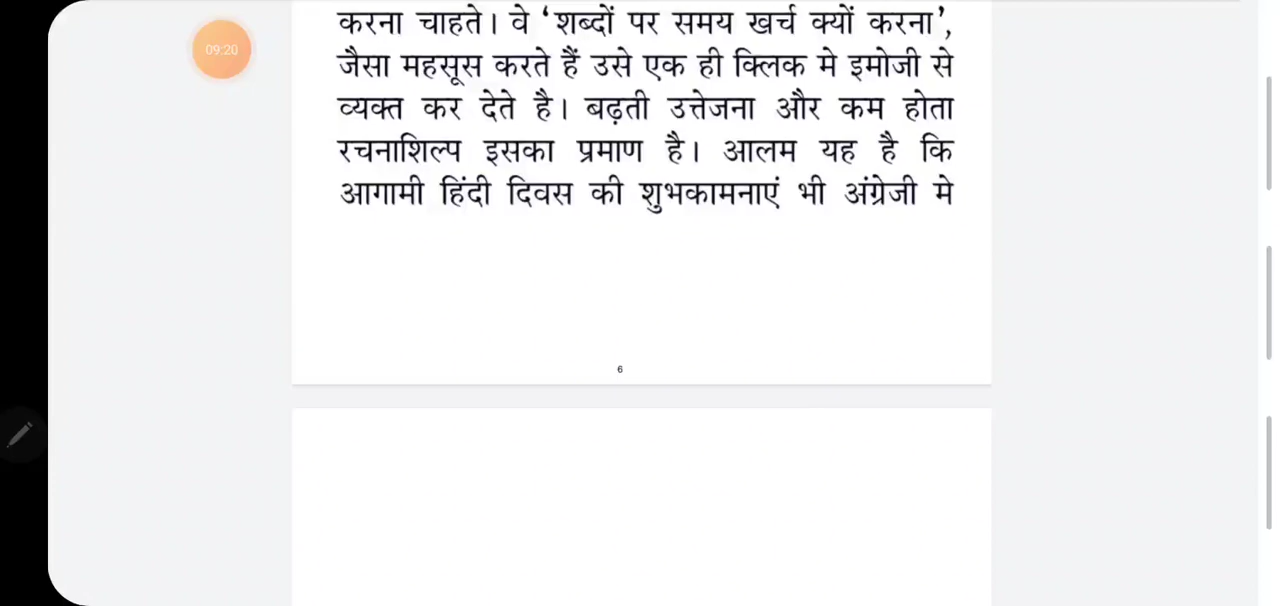 करना चाहते। वे ‘शब्दों पर समय खर्च क्यों करना’,
09:20
जैसा महसूस करते हैं उसे एक ही क्लिक मे इमोजी से
व्यक्त कर देते है। बढ़ती उत्तेजना और कम होता
रचनाशिल्प इसका प्रमाण है। आलम यह है कि
आगामी हिंदी दिवस की शुभकामनाएं भी अंग्रेजी मे
6